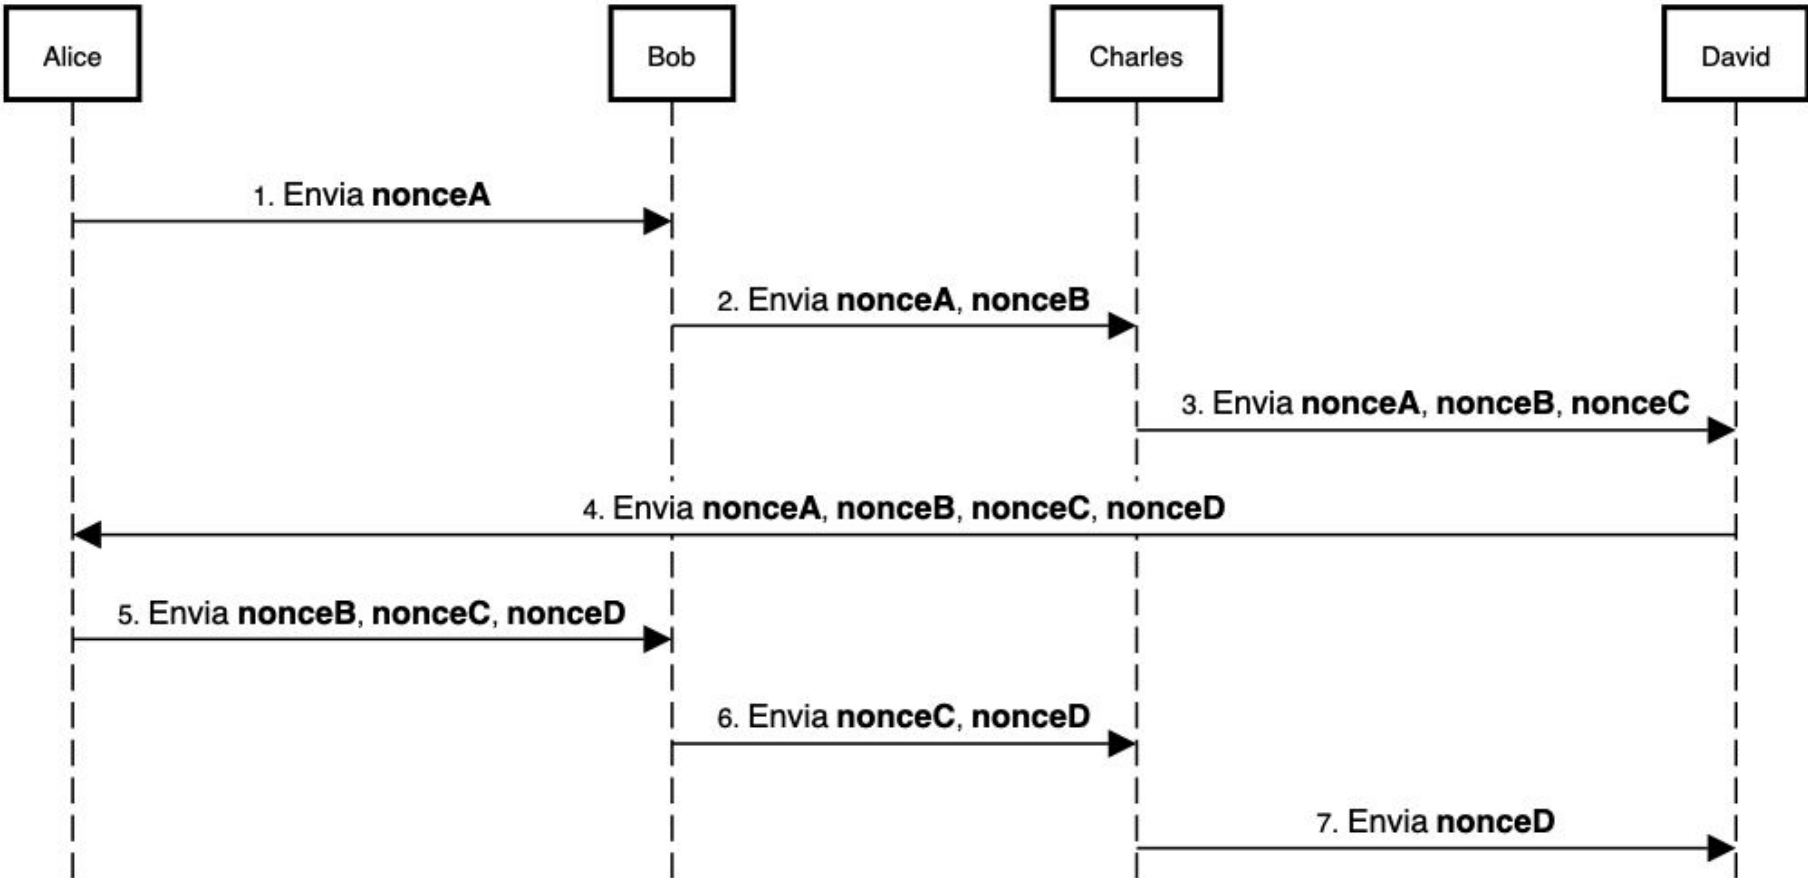 Alice
Bob
Charles
David
1. Envia nonceA
2. Envia nonceA, nonceB
3. Envia nonceA, nonceB, nonceC
4. Envia nonceA, nonceB, nonceC, nonceD
5. Envia nonceB, nonceC, nonceD
6. Envia nonceC, nonceD
7. Envia nonceD